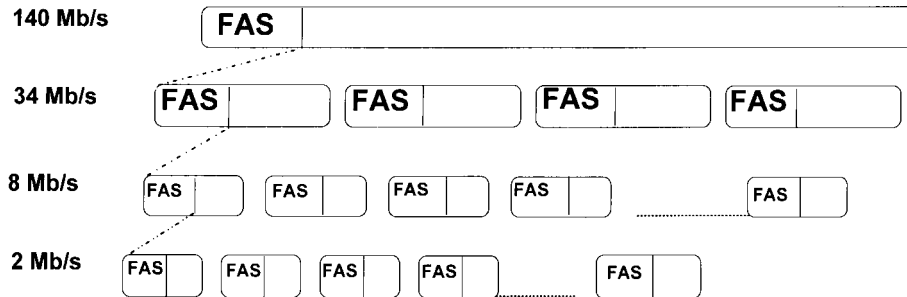 140 Mb/s FAS
34 Mb/s FAS FAS FAS FAS
8 Mb/s FAS FAS FAS FAS FAS
2 Mb/s FAS FAS FAS FAS FAS